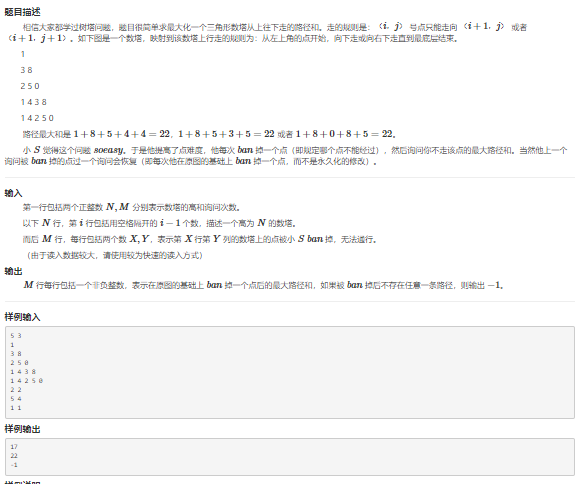 题目描述
相信大家都学过树塔问题，题目很简单求最大化一个三角形数塔从上往下走的路径和。走的规则是：（i，j）号点只能走向（i+1，j）或者
（i+1，j+1）。如下图是一个数塔，映射到该数塔上行走的规则为：从左上角的点开始，向下走或向右下走直到最底层结束。
1
3 8
2 5 0
1 4 3 8
1 4 2 5 0
路径最大和是 1+8+5+4+4=22，1+8+5+3+5=22 或者 1+8+0+8+5=22。
小 S 觉得这个问题 soeasy。于是他提高了点难度，他每次 ban 掉一个点（即规定哪个点不能经过），然后询问你不走该点的最大路径和。当然他上一个
询问被 ban 掉的点过一个询问会恢复（即每次他在原图的基础上 ban 掉一个点，而不是永久化的修改）。
输入
第一行包括两个正整数 N,M 分别表示数塔的高和询问次数。
以下 N 行，第 i 行包括用空格隔开的 i−1 个数，描述一个高为 N 的数塔。
而后 M 行，每行包括两个数 X,Y，表示第 X 行第 Y 列的数塔上的点被小 S ban 掉，无法通行。
（由于读入数据较大，请使用较为快速的读入方式）
输出
M 行每行包括一个非负整数，表示在原图的基础上 ban 掉一个点后的最大路径和，如果被 ban 掉后不存在任意一条路径，则输出 −1。
样例输入
5 3
1
3 8
2 5 0
1 4 3 8
1 4 2 5 0
2 2
5 4
1 1
样例输出
17
22
-1